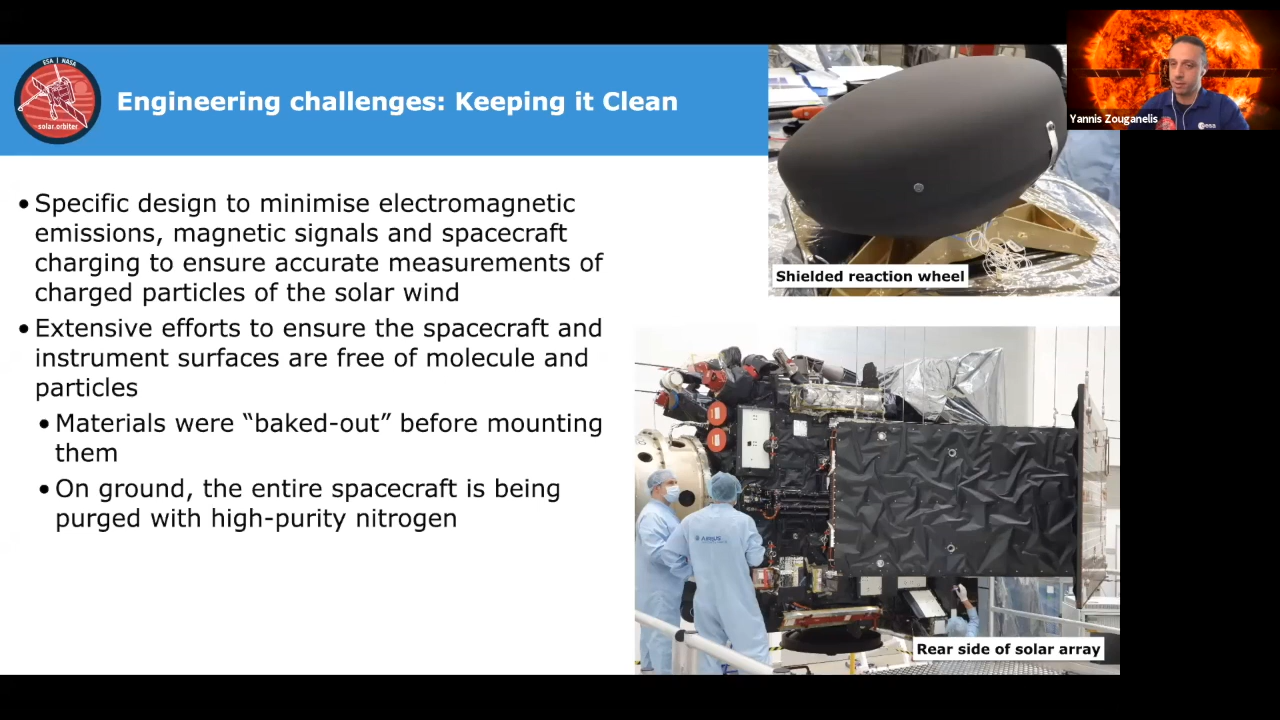 ESA | NASA
solar.orbiter
Engineering challenges: Keeping it Clean
• Specific design to minimise electromagnetic
emissions, magnetic signals and spacecraft
charging to ensure accurate measurements of
charged particles of the solar wind
• Extensive efforts to ensure the spacecraft and
instrument surfaces are free of molecule and
particles
• Materials were “baked-out” before mounting
them
• On ground, the entire spacecraft is being
purged with high-purity nitrogen
Shielded reaction wheel
Yannis Zouganelis
esa
AIRBUS
Rear side of solar array